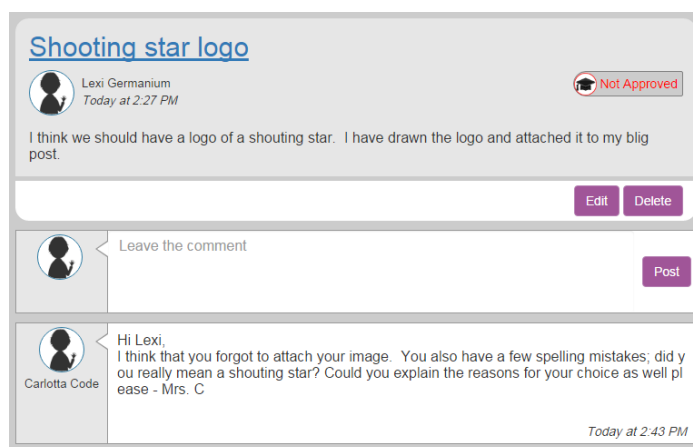 Shooting star logo
Lexi Germanium
Today at 2:27 PM
Not Approved
I think we should have a logo of a shouting star.  I have drawn the logo and attached it to my blig
post.
Edit Delete
Leave the comment
Post
Hi Lexi,
I think that you forgot to attach your image.  You also have a few spelling mistakes; did y
ou really mean a shouting star? Could you explain the reasons for your choice as well pl
ease - Mrs. C
Carlotta Code
Today at 2:43 PM